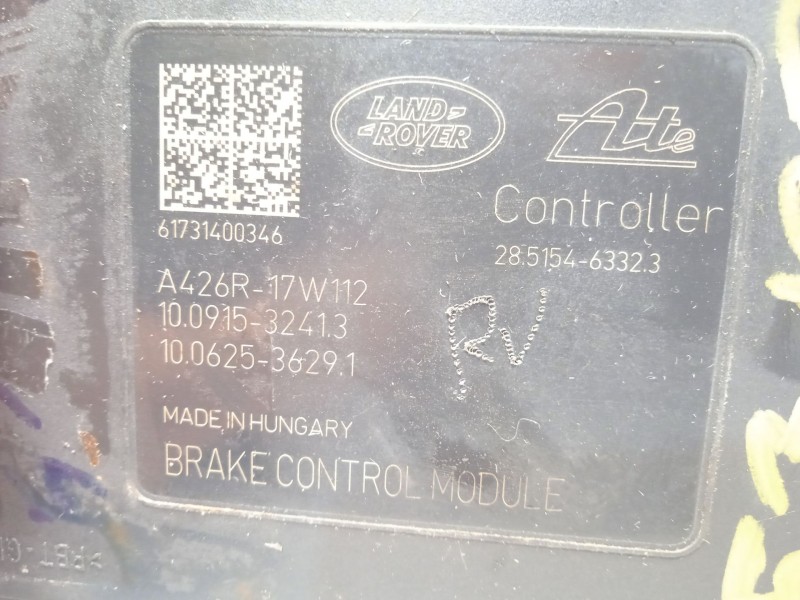 LAND
ROVER
Ate
61731400346
Controller
28.5154-6332.3
A426R-17W112
10.0915-3241.3
10.0625-3629.1
RV
MADE IN HUNGARY
BRAKE CONTROL MODULE